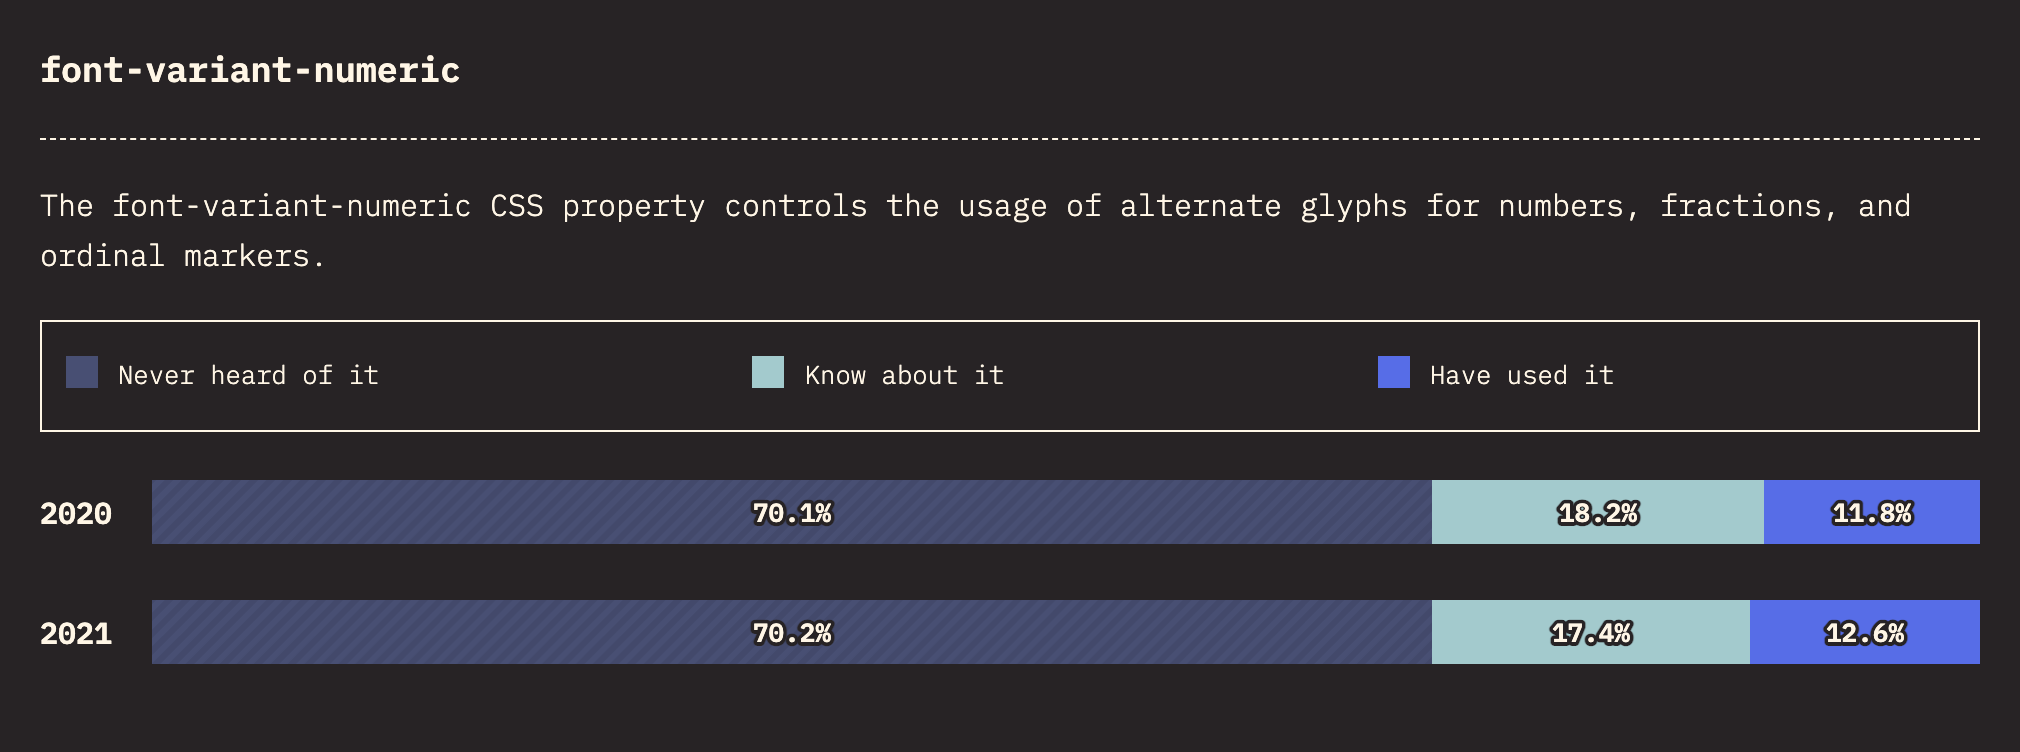 font-variant-numeric
The font-variant-numeric CSS property controls the usage of alternate glyphs for numbers, fractions, and
ordinal markers.
Never heard of it Know about it Have used it
2020 70.1% 18.2% 11.8%
2021 70.2% 17.4% 12.6%